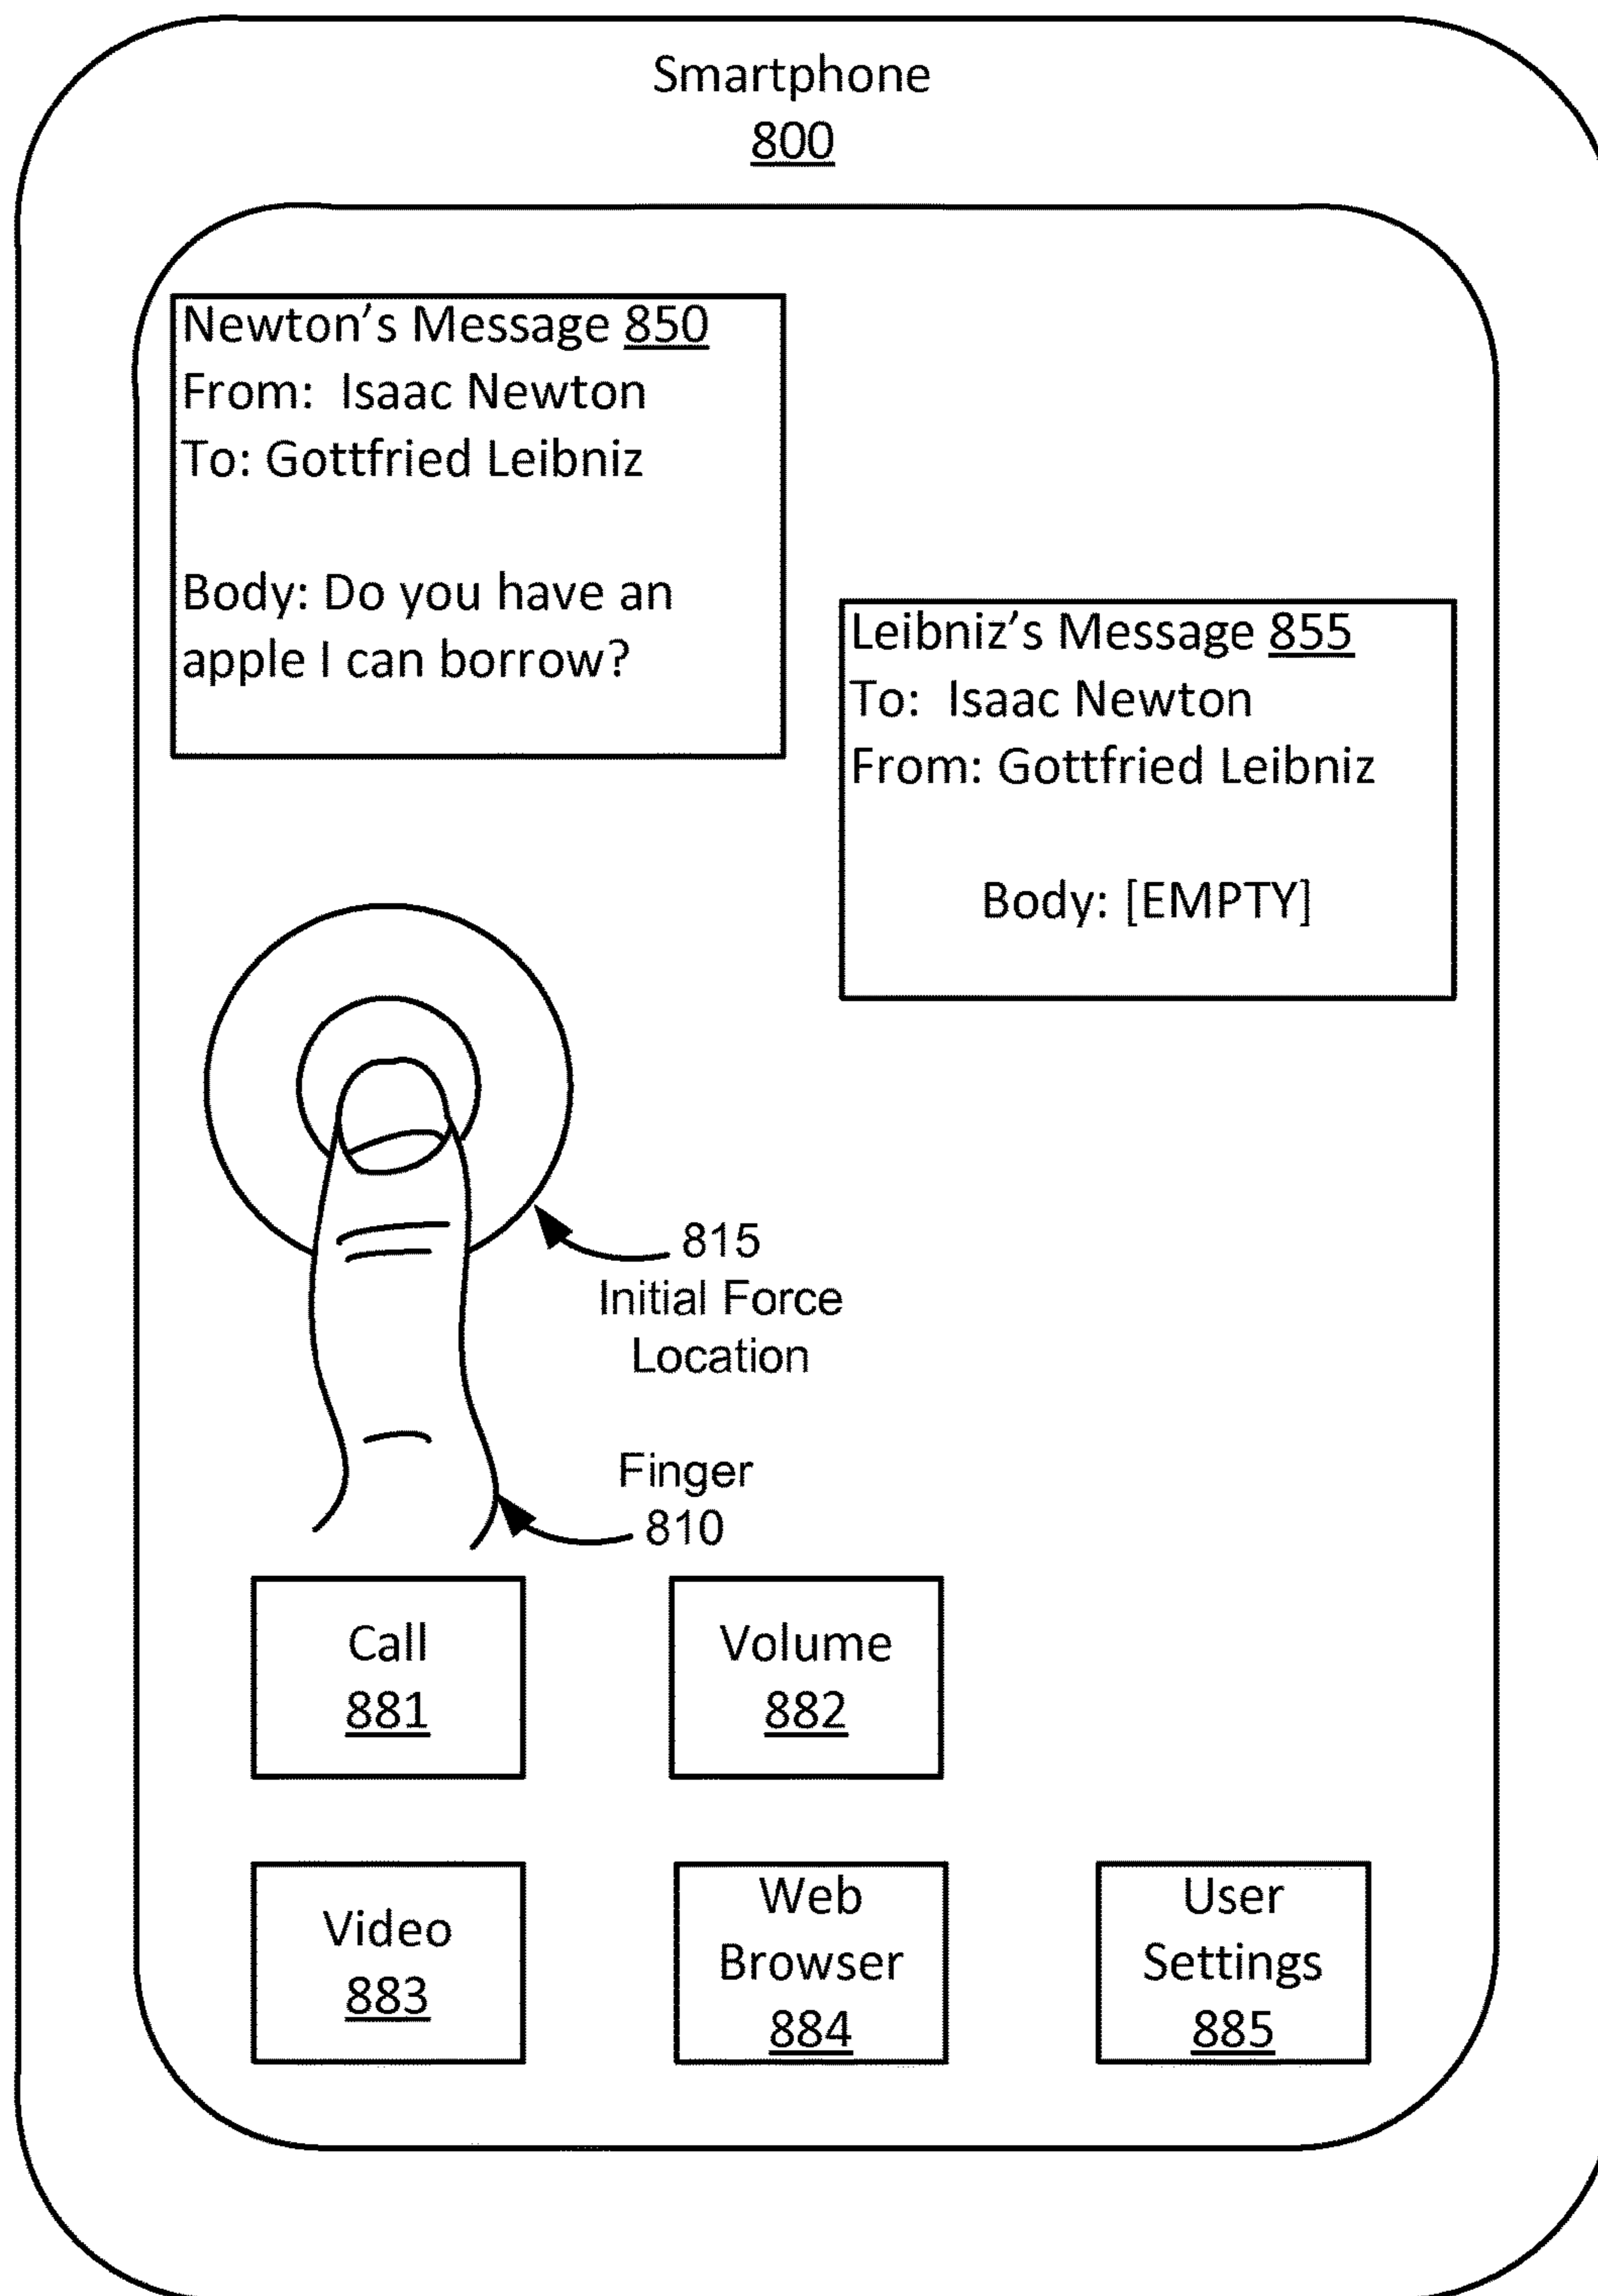 Smartphone
800
Newton's Message 850
From: Isaac Newton
To: Gottfried Leibniz
Body: Do you have an
apple I can borrow?
Leibniz's Message 855
To: Isaac Newton
From: Gottfried Leibniz
Body: [EMPTY]
815
Initial Force
Location
Finger
810
Call
881
Volume
882
Video
883
Web
Browser
884
User
Settings
885